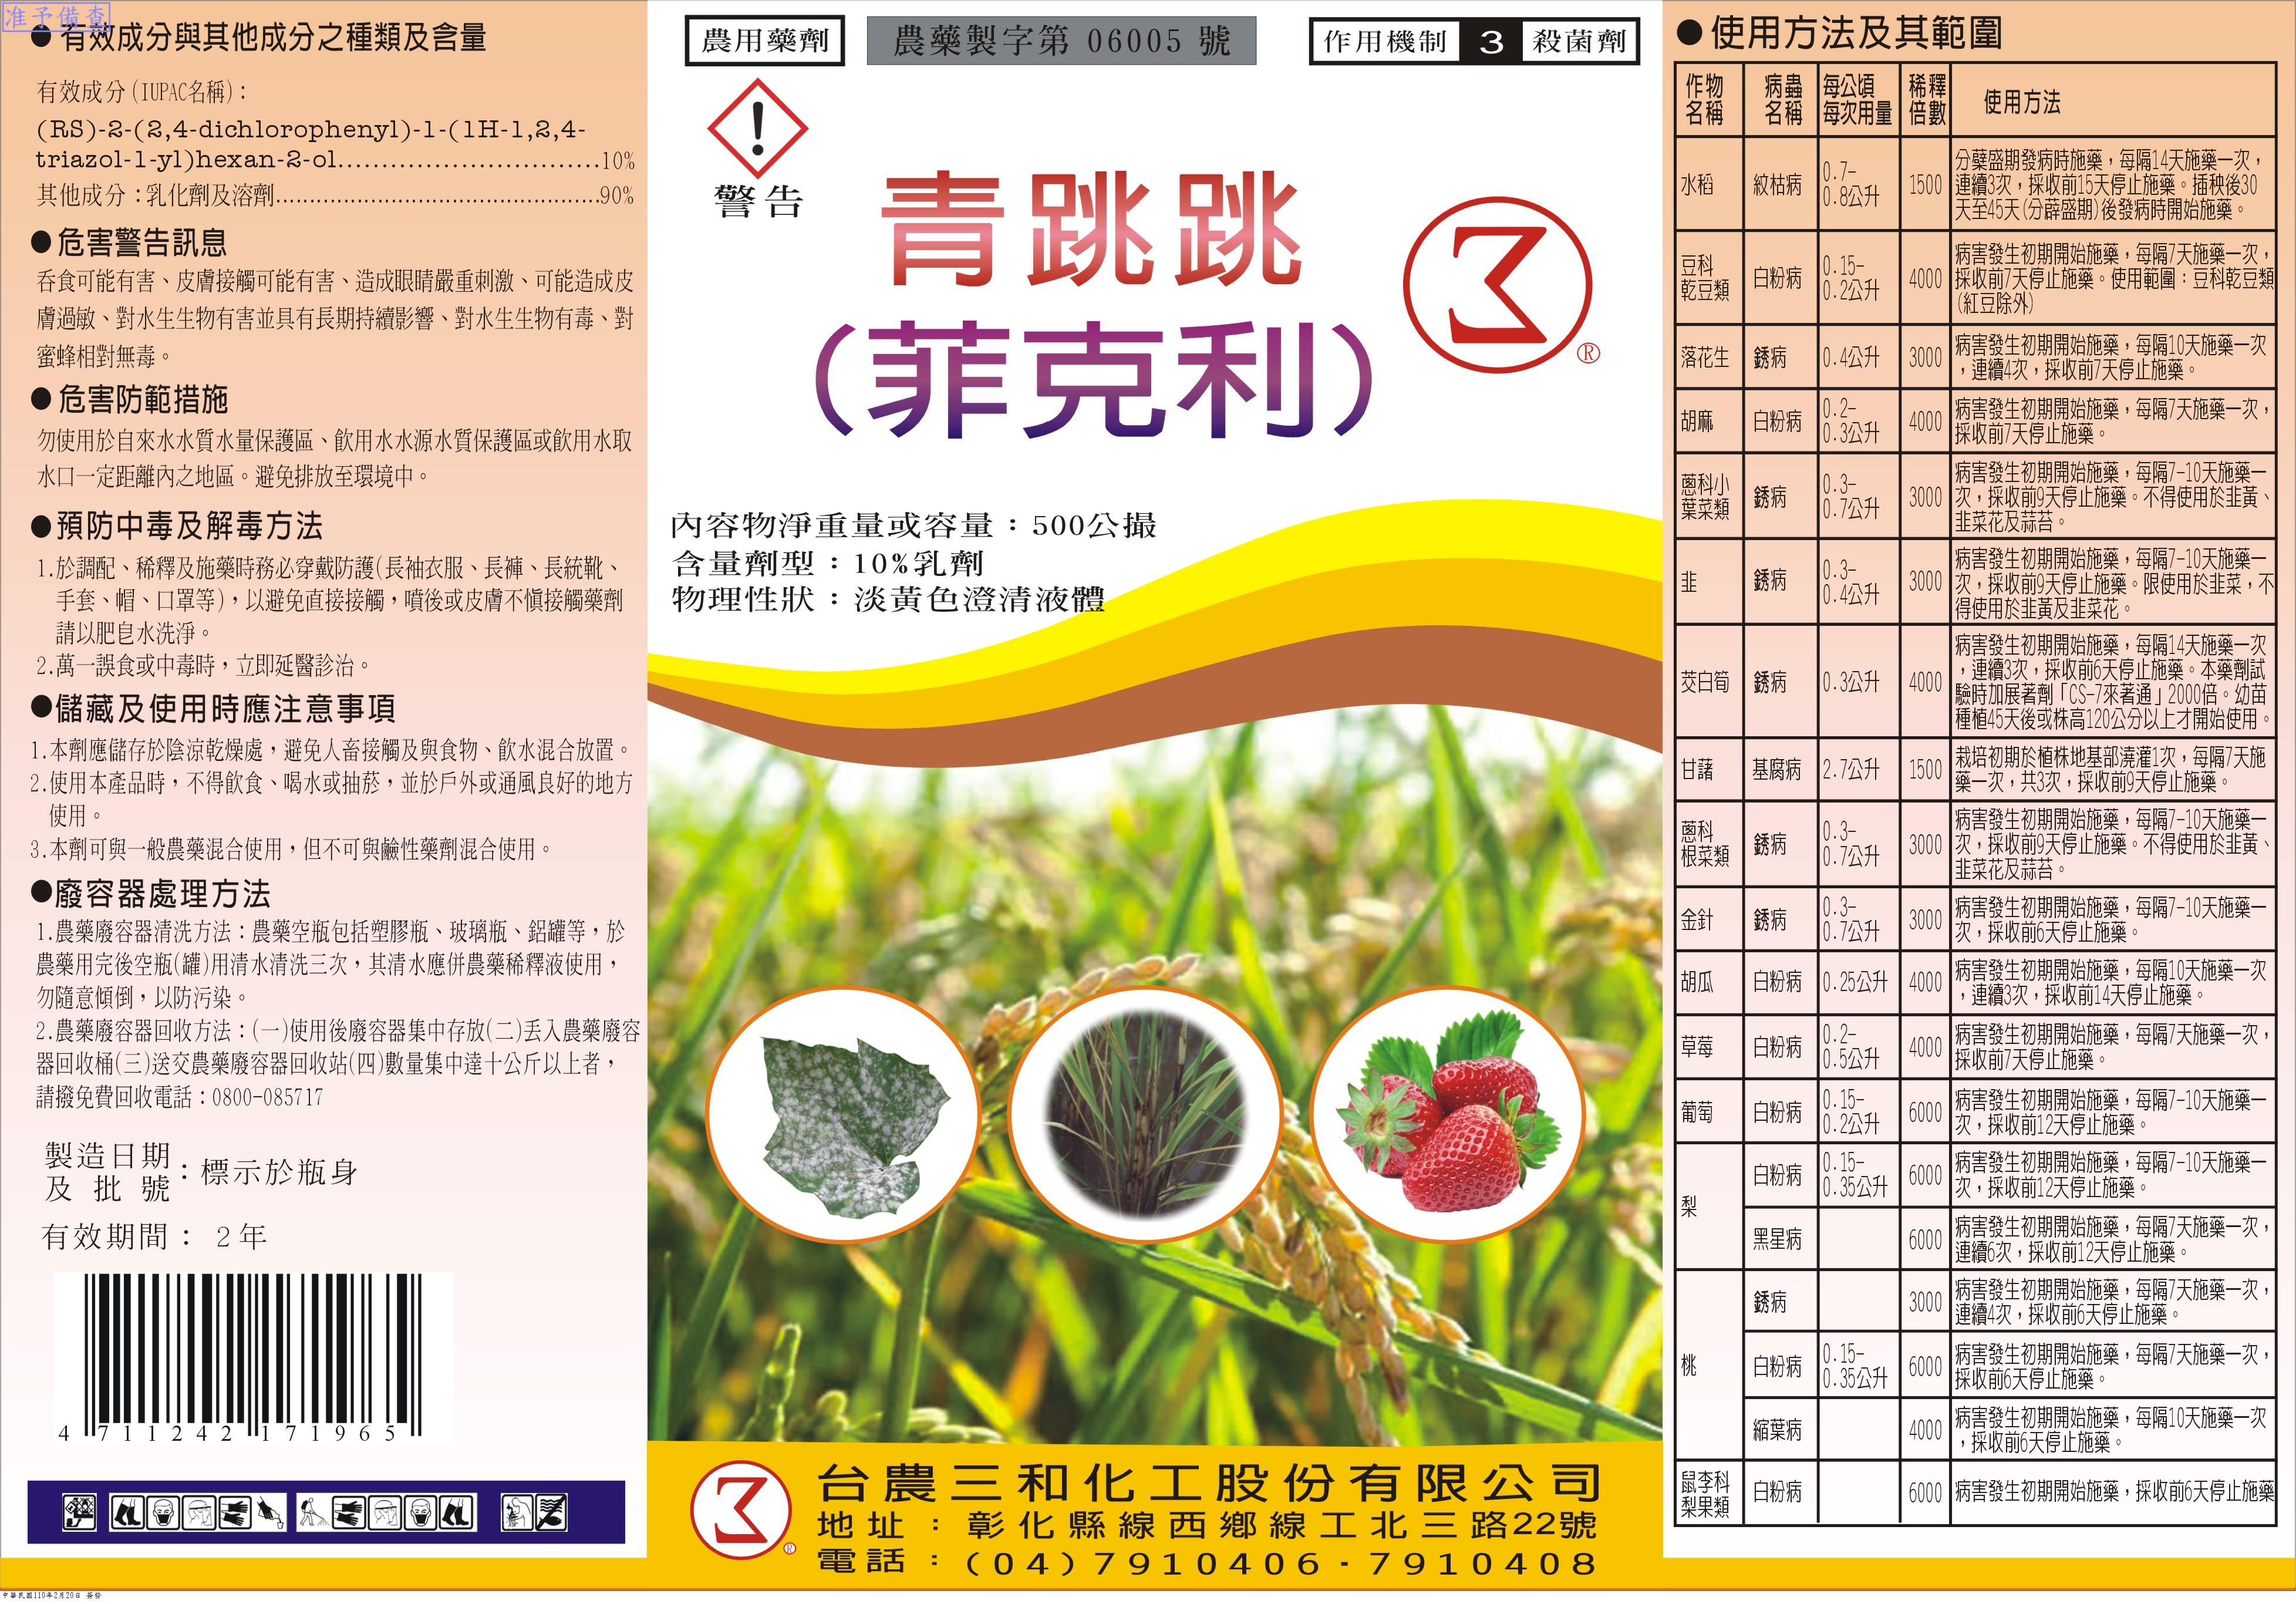 准予備查
● 有效成分與其他成分之種類及含量
有效成分(IUPAC名稱)：
(RS)-2-(2,4-dichlorophenyl)-1-(1H-1,2,4-
triazol-1-yl)hexan-2-ol..............................10%
其他成分：乳化劑及溶劑................................................90%
● 危害警告訊息
吞食可能有害、皮膚接觸可能有害、造成眼睛嚴重刺激、可能造成皮
膚過敏、對水生生物有害並具有長期持續影響、對水生生物有毒、對
蜜蜂相對無毒。
● 危害防範措施
勿使用於自來水水質水量保護區、飲用水水源水質保護區或飲用水取
水口一定距離內之地區。避免排放至環境中。
● 預防中毒及解毒方法
1.於調配、稀釋及施藥時務必穿戴防護(長袖衣服、長褲、長統靴、
手套、帽、口罩等)，以避免直接接觸，噴後或皮膚不慎接觸藥劑
請以肥皂水洗淨。
2.萬一誤食或中毒時，立即延醫診治。
●儲藏及使用時應注意事項
1.本劑應儲存於陰涼乾燥處，避免人畜接觸及與食物、飲水混合放置。
2.使用本產品時，不得飲食、喝水或抽菸，並於戶外或通風良好的地方
使用。
3.本劑可與一般農藥混合使用，但不可與鹼性藥劑混合使用。
●廢容器處理方法
1.農藥廢容器清洗方法：農藥空瓶包括塑膠瓶、玻璃瓶、鋁罐等，於
農藥用完後空瓶(罐)用清水清洗三次，其清水應併農藥稀釋液使用，
勿隨意傾倒，以防污染。
2.農藥廢容器回收方法：(一)使用後廢容器集中存放(二)丟入農藥廢容
器回收桶(三)送交農藥廢容器回收站(四)數量集中達十公斤以上者，
請撥免費回收電話：0800-085717
製造日期
及 批 號：標示於瓶身
有效期間： 2年
4 711242 171965
中華民國110年2月20日 簽發
農用藥劑
農藥製字第 06005 號
作用機制 3 殺菌劑
!
警告
青跳跳
(菲克利)
®
內容物淨重量或容量：500公撮
含量劑型：10%乳劑
物理性狀：淡黃色澄清液體
®
台農三和化工股份有限公司
地址：彰化縣線西鄉線工北三路22號
電話：(04)7910406·7910408
● 使用方法及其範圍
作物名稱 病蟲名稱 每公頃每次用量 稀釋倍數 使用方法
水稻 紋枯病 0.7-0.8公升 1500 分蘗盛期發病時施藥，每隔14天施藥一次，
連續3次，採收前15天停止施藥。插秧後30
天至45天(分薜盛期)後發病時開始施藥。
豆科乾豆類 白粉病 0.15-0.2公升 4000 病害發生初期開始施藥，每隔7天施藥一次，
採收前7天停止施藥。使用範圍：豆科乾豆類
(紅豆除外)
落花生 銹病 0.4公升 3000 病害發生初期開始施藥，每隔10天施藥一次
，連續4次，採收前7天停止施藥。
胡麻 白粉病 0.2-0.3公升 4000 病害發生初期開始施藥，每隔7天施藥一次，
採收前7天停止施藥。
蔥科小葉菜類 銹病 0.3-0.7公升 3000 病害發生初期開始施藥，每隔7-10天施藥一
次，採收前9天停止施藥。不得使用於韭黃、
韭菜花及蒜苔。
韭 銹病 0.3-0.4公升 3000 病害發生初期開始施藥，每隔7-10天施藥一
次，採收前9天停止施藥。限使用於韭菜，不
得使用於韭黃及韭菜花。
茭白筍 銹病 0.3公升 4000 病害發生初期開始施藥，每隔14天施藥一次
，連續3次，採收前6天停止施藥。本藥劑試
驗時加展著劑「CS-7來著通」2000倍。幼苗
種植45天後或株高120公分以上才開始使用。
甘藷 基腐病 2.7公升 1500 栽培初期於植株地基部澆灌1次，每隔7天施
藥一次，共3次，採收前9天停止施藥。
蔥科根菜類 銹病 0.3-0.7公升 3000 病害發生初期開始施藥，每隔7-10天施藥一
次，採收前9天停止施藥。不得使用於韭黃、
韭菜花及蒜苔。
金針 銹病 0.3-0.7公升 3000 病害發生初期開始施藥，每隔7-10天施藥一
次，採收前6天停止施藥。
胡瓜 白粉病 0.25公升 4000 病害發生初期開始施藥，每隔10天施藥一次
，連續3次，採收前14天停止施藥。
草莓 白粉病 0.2-0.5公升 4000 病害發生初期開始施藥，每隔7天施藥一次，
採收前7天停止施藥。
葡萄 白粉病 0.15-0.2公升 6000 病害發生初期開始施藥，每隔7-10天施藥一
次，採收前12天停止施藥。
梨 白粉病 0.15-0.35公升 6000 病害發生初期開始施藥，每隔7-10天施藥一
次，採收前12天停止施藥。
黑星病 6000 病害發生初期開始施藥，每隔7天施藥一次，
連續6次，採收前12天停止施藥。
桃 銹病 3000 病害發生初期開始施藥，每隔7天施藥一次，
連續4次，採收前6天停止施藥。
白粉病 0.15-0.35公升 6000 病害發生初期開始施藥，每隔7天施藥一次，
採收前6天停止施藥。
縮葉病 4000 病害發生初期開始施藥，每隔10天施藥一次
，採收前6天停止施藥。
鼠李科梨果類 白粉病 6000 病害發生初期開始施藥，採收前6天停止施藥